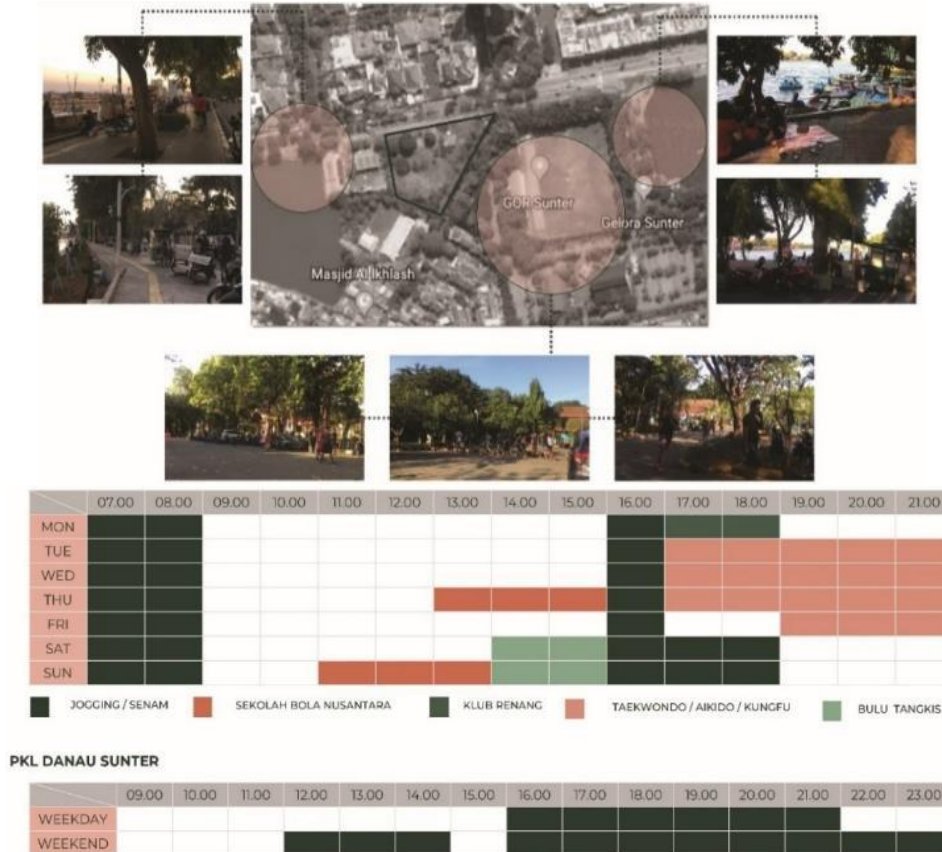 GOR Sunter
Gelora Sunter
Masjid Al Ikhlash
07.00 08.00 09.00 10.00 11.00 12.00 13.00 14.00 15.00 16.00 17.00 18.00 19.00 20.00 21.00
MON
TUE
WED
THU
FRI
SAT
SUN
JOGGING / SENAM SEKOLAH BOLA NUSANTARA KLUB RENANG TAEKWONDO / AIKIDO / KUNGFU BULU TANGKIS
PKL DANAU SUNTER
09.00 10.00 11.00 12.00 13.00 14.00 15.00 16.00 17.00 18.00 19.00 20.00 21.00 22.00 23.00
WEEKDAY
WEEKEND